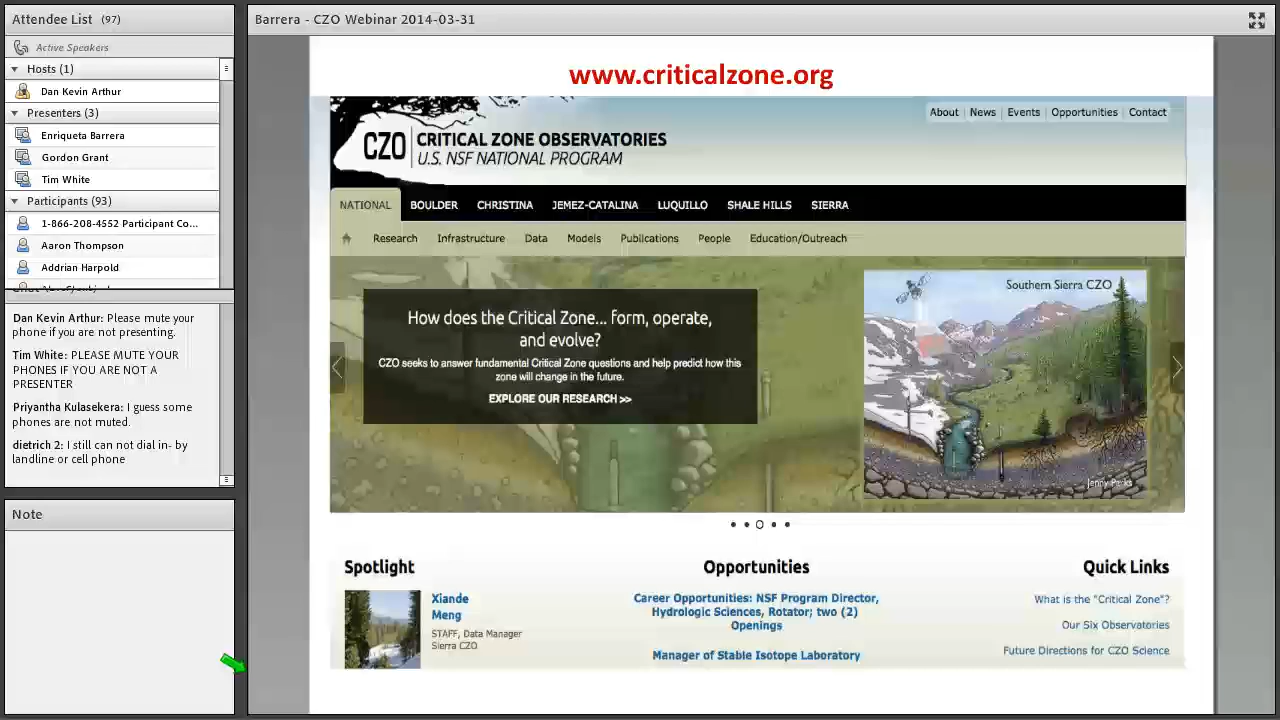 Attendee List (97)
Active Speakers
Hosts (1)
Dan Kevin Arthur
Presenters (3)
Enriqueta Barrera
Gordon Grant
Tim White
Participants (93)
1-866-208-4552 Participant Co...
Aaron Thompson
Addrian Harpold
Dan Kevin Arthur: Please mute your
phone if you are not presenting.
Tim White: PLEASE MUTE YOUR
PHONES IF YOU ARE NOT A
PRESENTER
Priyantha Kulasekera: I guess some
phones are not muted.
dietrich 2: I still can not dial in- by
landline or cell phone
Note
Barrera - CZO Webinar 2014-03-31
www.criticalzone.org
About News Events Opportunities Contact
CZO CRITICAL ZONE OBSERVATORIES
U.S. NSF NATIONAL PROGRAM
NATIONAL BOULDER CHRISTINA JEMEZ-CATALINA LUQUILLO SHALE HILLS SIERRA
Research Infrastructure Data Models Publications People Education/Outreach
How does the Critical Zone... form, operate,
and evolve?
CZO seeks to answer fundamental Critical Zone questions and help predict how this
zone will change in the future.
EXPLORE OUR RESEARCH >>
Southern Sierra CZO
Jenny Parks
Spotlight
Xiande
Meng
STAFF, Data Manager
Sierra CZO
Opportunities
Career Opportunities: NSF Program Director,
Hydrologic Sciences, Rotator; two (2)
Openings
Manager of Stable Isotope Laboratory
Quick Links
What is the "Critical Zone"?
Our Six Observatories
Future Directions for CZO Science